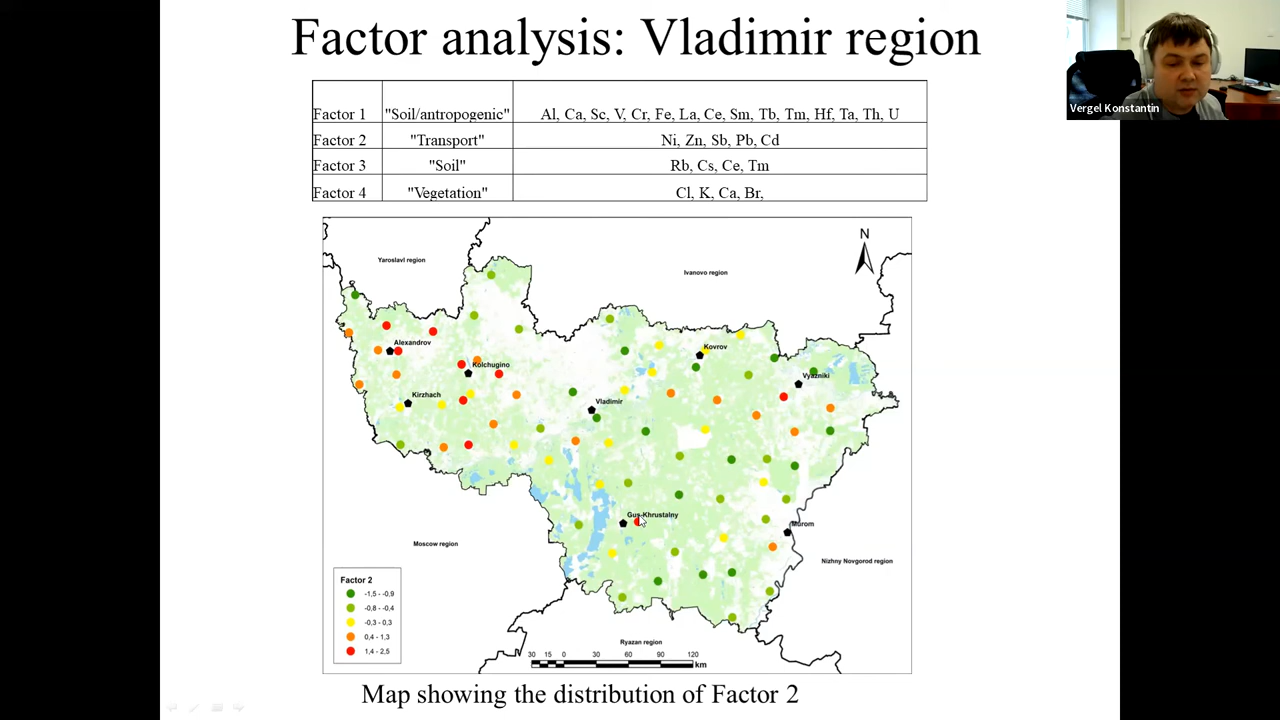 Factor analysis: Vladimir region
Vergel Konstantin
Factor 1 "Soil/antropogenic" Al, Ca, Sc, V, Cr, Fe, La, Ce, Sm, Tb, Tm, Hf, Ta, Th, U
Factor 2 "Transport" Ni, Zn, Sb, Pb, Cd
Factor 3 "Soil" Rb, Cs, Ce, Tm
Factor 4 "Vegetation" Cl, K, Ca, Br,
N
Yaroslavl region
Ivanovo region
Alexandrov
Kovrov
Kolchugino
Vyazniki
Kirzhach
Vladimir
Gus-Khrustalny
Murom
Moscow region
Nizhny Novgorod region
Factor 2
-1,5 - -0,9
-0,8 - -0,4
-0,3 - 0,3
0,4 - 1,3
1,4 - 2,5
Ryazan region
30 15 0 30 60 90 120
km
Map showing the distribution of Factor 2